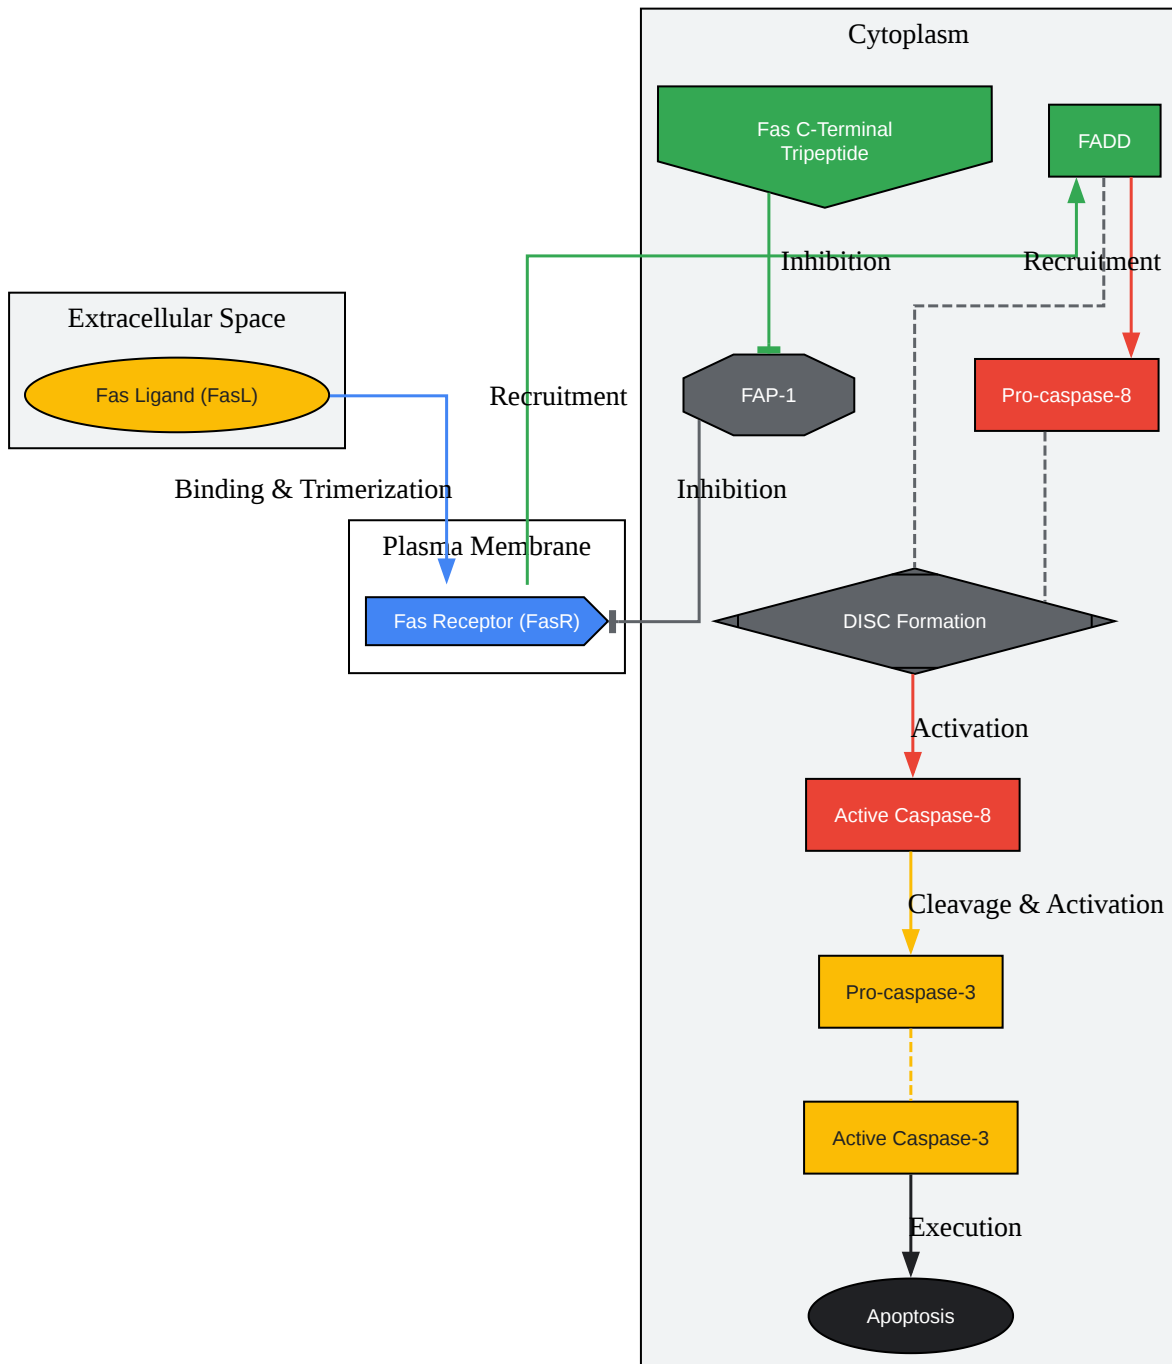 Cytoplasm
Fas C-Terminal
Tripeptide
FADD
Inhibition
Recruitment
Extracellular Space
Fas Ligand (FasL)
Recruitment
FAP-1
Pro-caspase-8
Binding & Trimerization
Inhibition
Plasma Membrane
Fas Receptor (FasR)
DISC Formation
Activation
Active Caspase-8
Cleavage & Activation
Pro-caspase-3
Active Caspase-3
Execution
Apoptosis